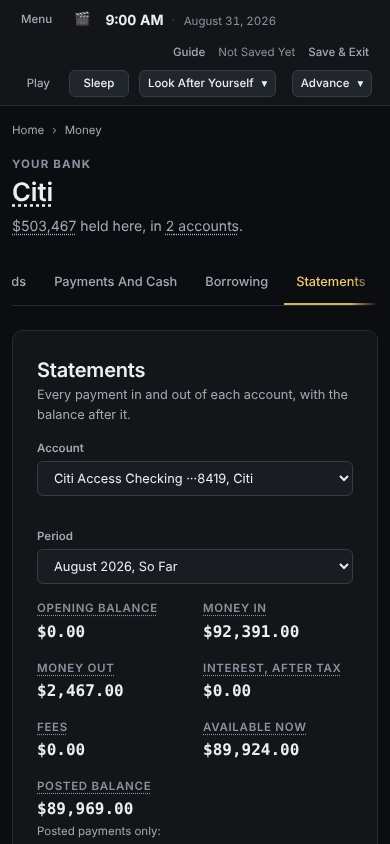 Menu 🎬 9:00 AM · August 31, 2026
Guide Not Saved Yet Save & Exit
Play Sleep Look After Yourself ▾ Advance ▾
Home › Money
YOUR BANK
Citi
$503,467 held here, in 2 accounts.
ds Payments And Cash Borrowing Statements
Statements
Every payment in and out of each account, with the
balance after it.
Account
Citi Access Checking ···8419, Citi
Period
August 2026, So Far
OPENING BALANCE MONEY IN
$0.00 $92,391.00
MONEY OUT INTEREST, AFTER TAX
$2,467.00 $0.00
FEES AVAILABLE NOW
$0.00 $89,924.00
POSTED BALANCE
$89,969.00
Posted payments only: